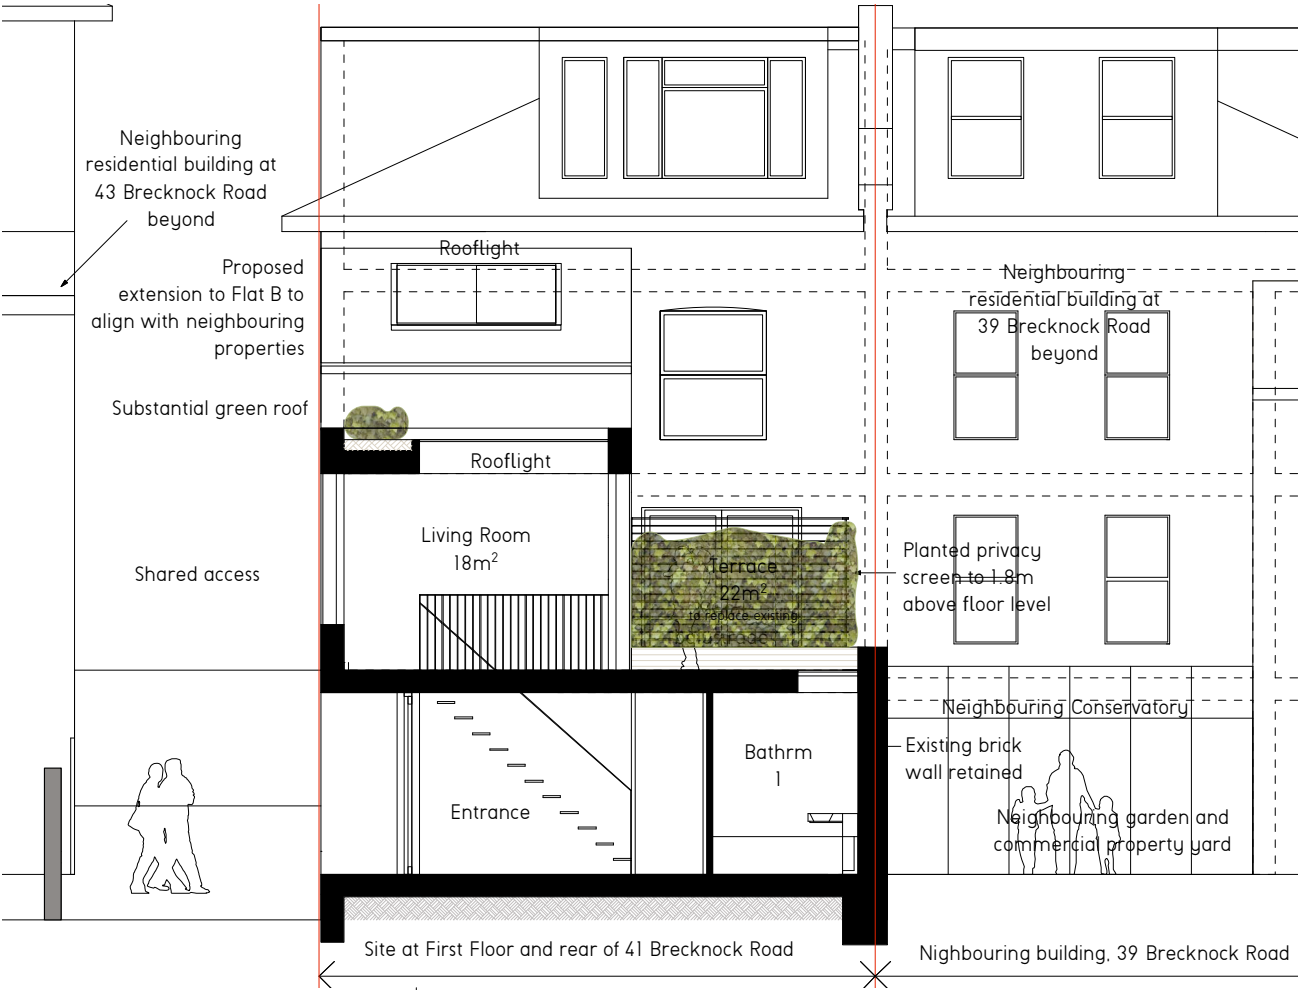 Neighbouring
residential building at
43 Brecknock Road
beyond
Proposed
extension to Flat B to
align with neighbouring
properties
Substantial green roof
Shared access
Rooflight
Rooflight
Living Room
18m²
Terrace
22m²
to replace existing
Entrance
Bathrm
1
Neighbouring
residential building at
39 Brecknock Road
beyond
Planted privacy
screen to 1.8m
above floor level
Neighbouring Conservatory
Existing brick
wall retained
Neighbouring garden and
commercial property yard
Site at First Floor and rear of 41 Brecknock Road
Nighbouring building, 39 Brecknock Road